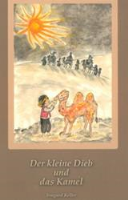 Der kleine Dieb
und
das Kamel